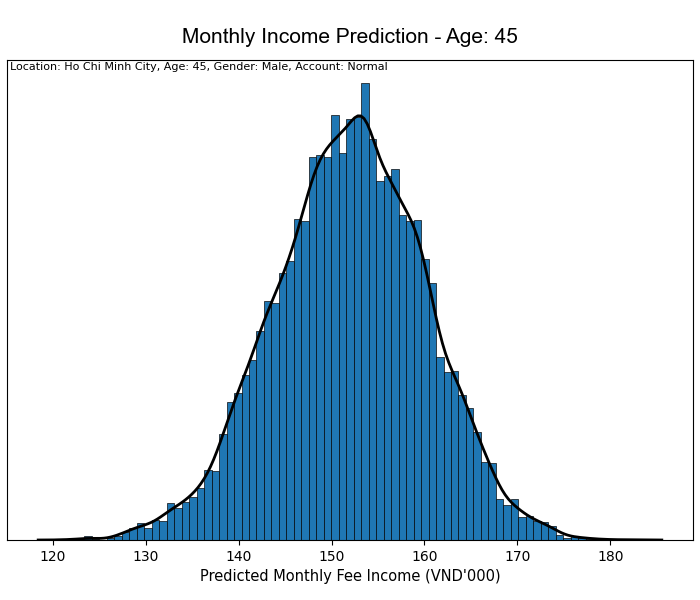 Monthly Income Prediction - Age: 45
Location: Ho Chi Minh City, Age: 45, Gender: Male, Account: Normal
120 130 140 150 160 170 180
Predicted Monthly Fee Income (VND'000)